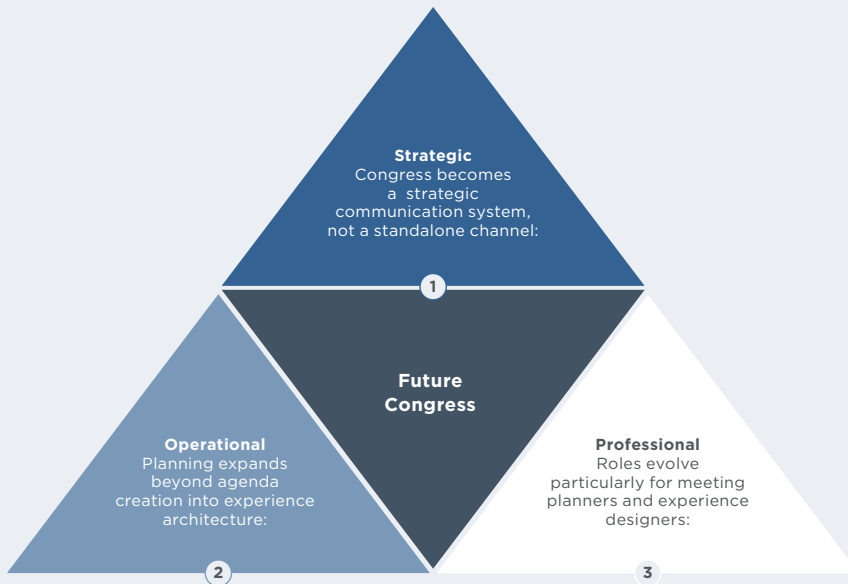 Strategic
Congress becomes
a strategic
communication system,
not a standalone channel:
1
Future
Congress
Operational
Planning expands
beyond agenda
creation into experience
architecture:
2
Professional
Roles evolve
particularly for meeting
planners and experience
designers:
3